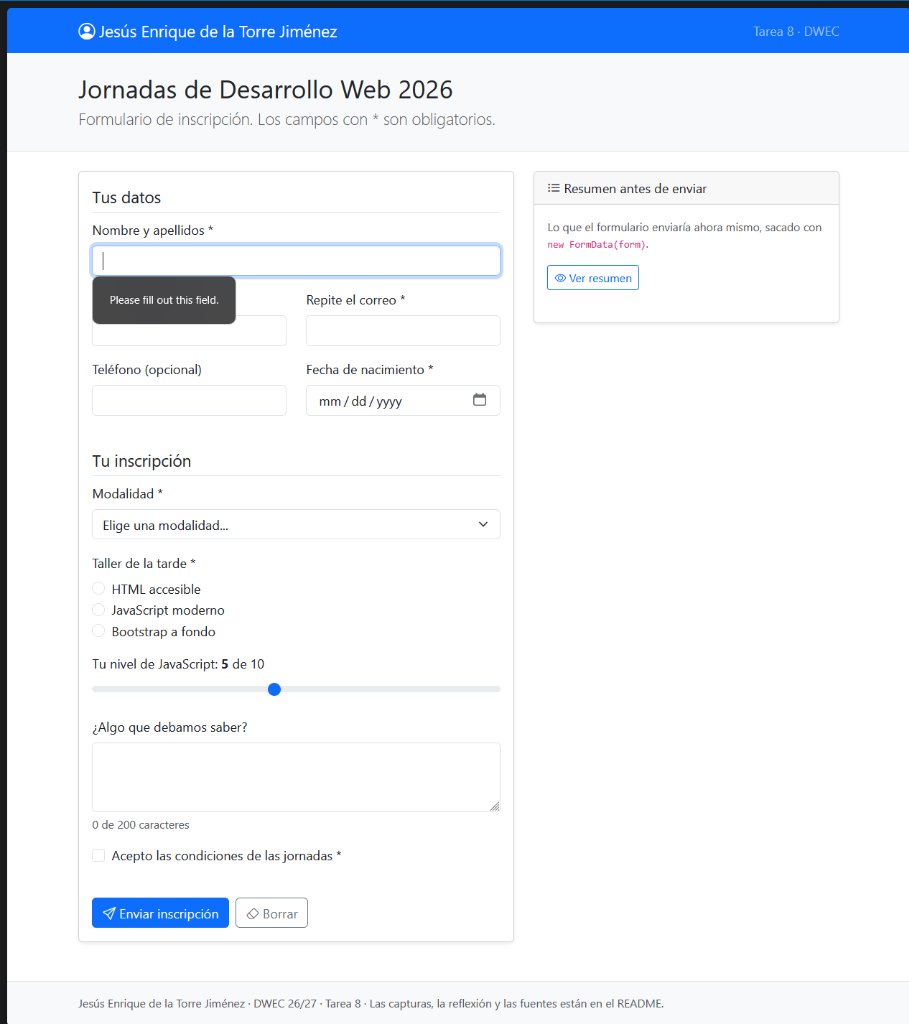 Jesús Enrique de la Torre Jiménez
Tarea 8 · DWEC
Jornadas de Desarrollo Web 2026
Formulario de inscripción. Los campos con * son obligatorios.
Tus datos
Nombre y apellidos *
Please fill out this field.
Repite el correo *
Teléfono (opcional)
Fecha de nacimiento *
mm / dd / yyyy
Tu inscripción
Modalidad *
Elige una modalidad...
Taller de la tarde *
HTML accesible
JavaScript moderno
Bootstrap a fondo
Tu nivel de JavaScript: 5 de 10
¿Algo que debamos saber?
0 de 200 caracteres
Acepto las condiciones de las jornadas *
Enviar inscripción
Borrar
Resumen antes de enviar
Lo que el formulario enviaría ahora mismo, sacado con
new FormData(form).
Ver resumen
Jesús Enrique de la Torre Jiménez · DWEC 26/27 · Tarea 8 · Las capturas, la reflexión y las fuentes están en el README.